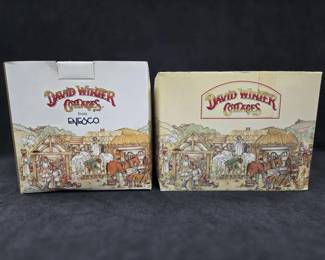 DAVID WINTER
COTTAGES
from
ENESCO
DAVID WINTER
COTTAGES